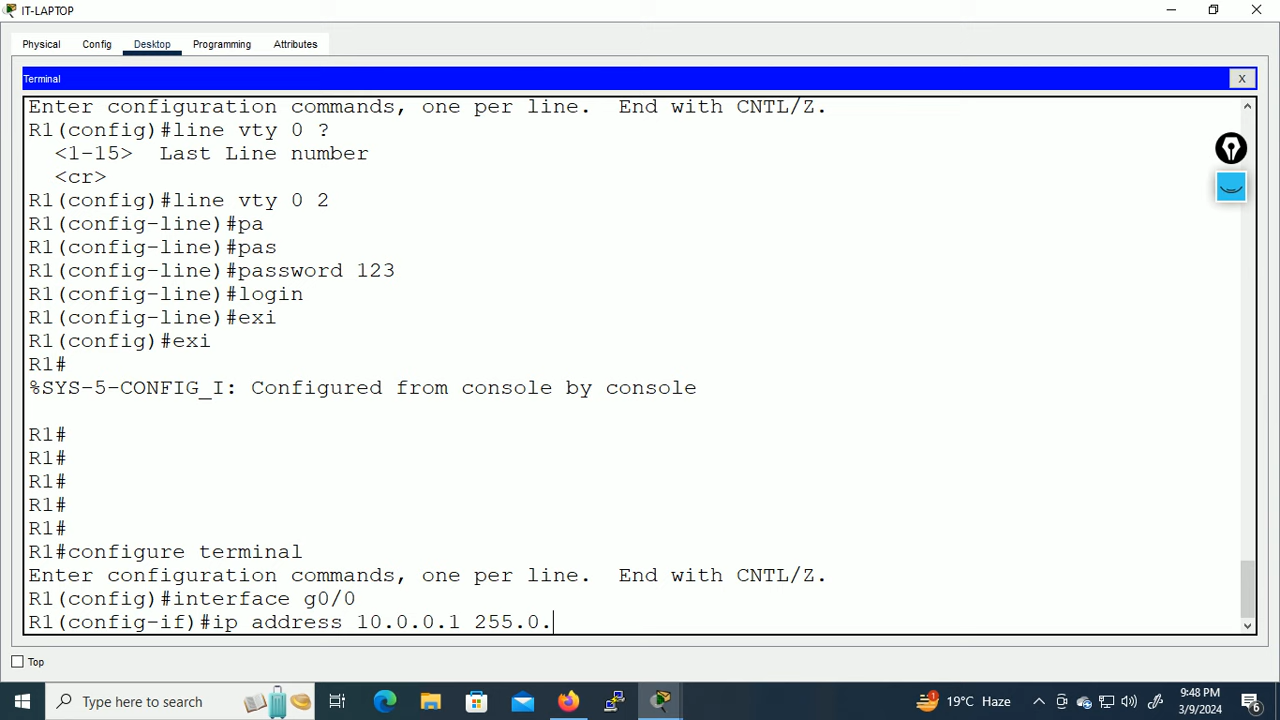 IT-LAPTOP
Physical Config Desktop Programming Attributes
Terminal X
Enter configuration commands, one per line.  End with CNTL/Z.
R1(config)#line vty 0 ?
  <1-15>  Last Line number
  <cr>
R1(config)#line vty 0 2
R1(config-line)#pa
R1(config-line)#pas
R1(config-line)#password 123
R1(config-line)#login
R1(config-line)#exi
R1(config)#exi
R1#
%SYS-5-CONFIG_I: Configured from console by console
R1#
R1#
R1#
R1#
R1#
R1#configure terminal
Enter configuration commands, one per line.  End with CNTL/Z.
R1(config)#interface g0/0
R1(config-if)#ip address 10.0.0.1 255.0.
Top
Type here to search 1 19°C Haze 9:48 PM
3/9/2024 6